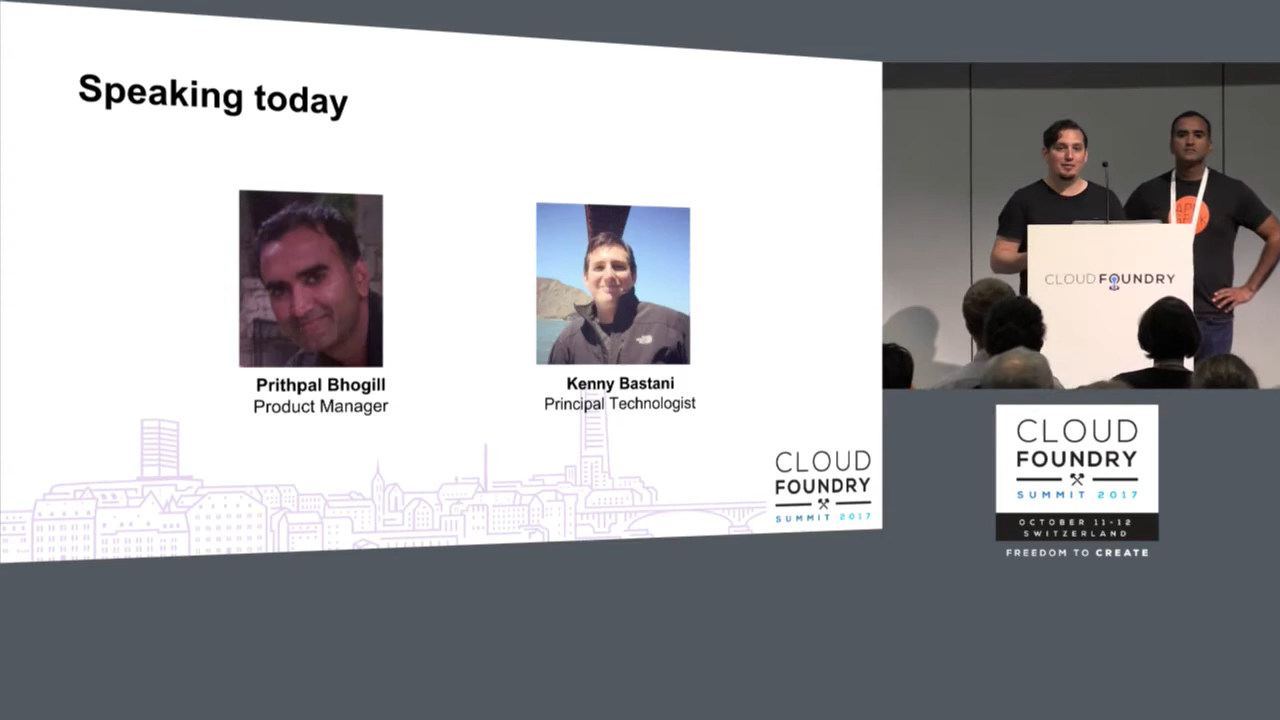 Speaking today
Prithpal Bhogill
Product Manager
Kenny Bastani
Principal Technologist
CLOUD
FOUNDRY
SUMMIT 2017
CLOUD FOUNDRY
CLOUD
FOUNDRY
SUMMIT 2017
OCTOBER 11-12
SWITZERLAND
FREEDOM TO CREATE